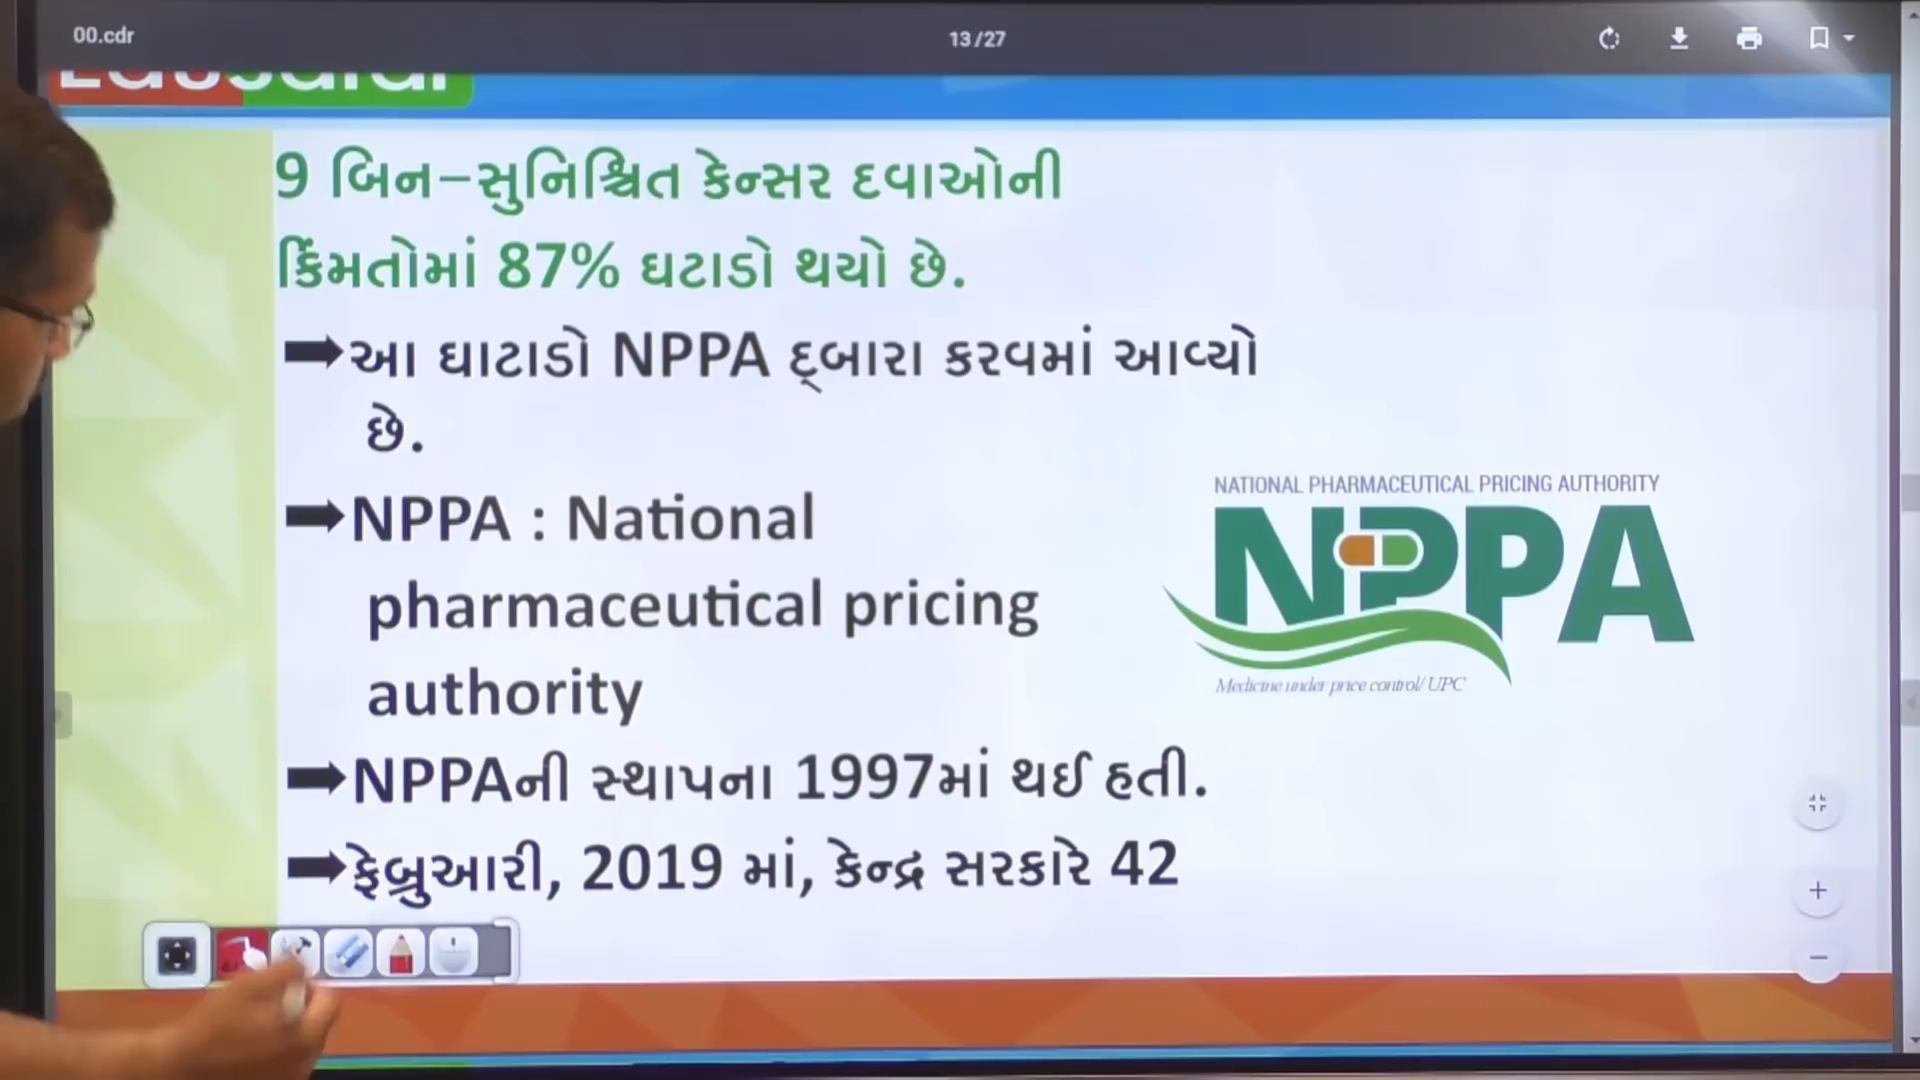 00.cdr
13/27
9 બિન-સુનિશ્ચિત કેન્સર દવાઓની
કિંમતોમાં 87% ઘટાડો થયો છે.
➡આ ઘાટાડો NPPA દ્બારા કરવમાં આવ્યો
છે.
➡NPPA : National
pharmaceutical pricing
authority
➡NPPAની સ્થાપના 1997માં થઈ હતી.
➡ફેબ્રુઆરી, 2019 માં, કેન્દ્ર સરકારે 42
NATIONAL PHARMACEUTICAL PRICING AUTHORITY
NPPA
Medicine under price control/ UPC